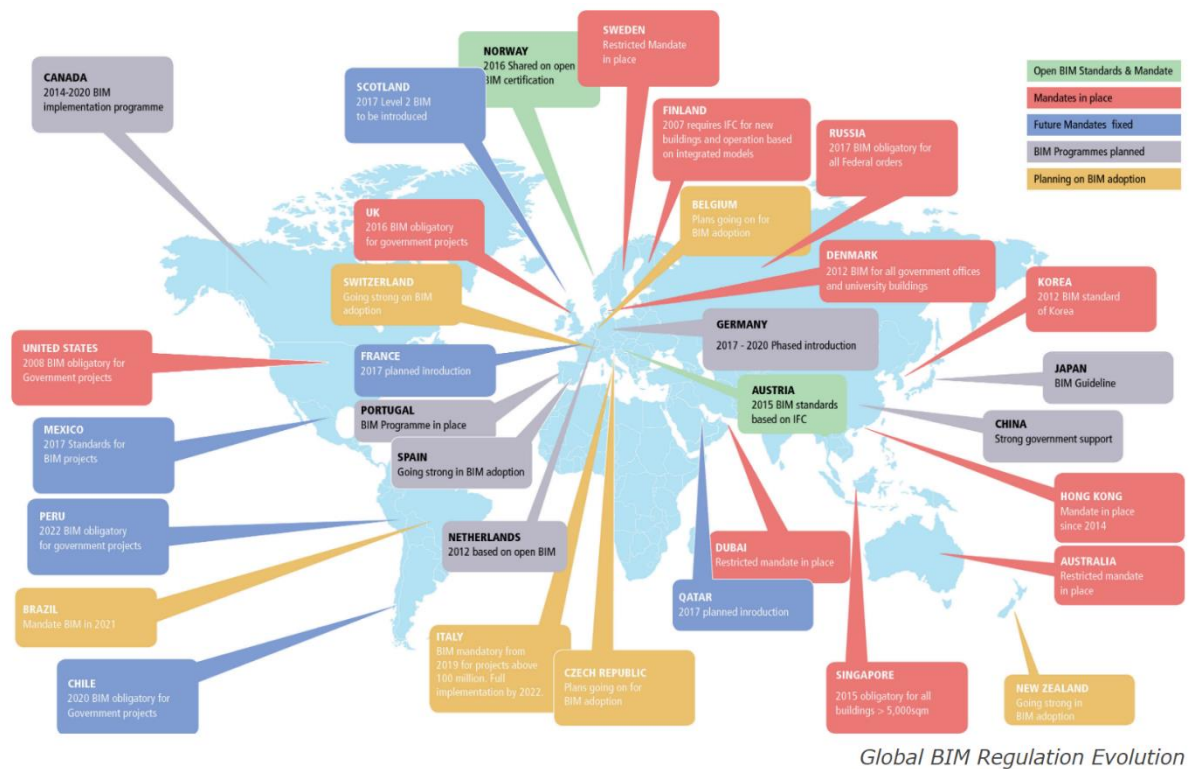 CANADA
2014-2020 BIM
implementation programme
NORWAY
2016 Shared on open
BIM certification
SWEDEN
Restricted Mandate
in place
SCOTLAND
2017 Level 2 BIM
to be introduced
FINLAND
2007 requires IFC for new
buildings and operation based
on integrated models
RUSSIA
2017 BIM obligatory for
all Federal orders
Open BIM Standards & Mandate
Mandates in place
Future Mandates fixed
BIM Programmes planned
Planning on BIM adoption
UK
2016 BIM obligatory
for government projects
BELGIUM
Plans going on for
BIM adoption
SWITZERLAND
Going strong on BIM
adoption
DENMARK
2012 BIM for all government offices
and university buildings
KOREA
2012 BIM standard
of Korea
GERMANY
2017 - 2020 Phased introduction
UNITED STATES
2008 BIM obligatory for
Government projects
FRANCE
2017 planned inroduction
JAPAN
BIM Guideline
AUSTRIA
2015 BIM standards
based on IFC
PORTUGAL
BIM Programme in place
CHINA
Strong government support
MEXICO
2017 Standards for
BIM projects
SPAIN
Going strong in BIM adoption
HONG KONG
Mandate in place
since 2014
PERU
2022 BIM obligatory
for government projects
NETHERLANDS
2012 based on open BIM
DUBAI
Restricted mandate in place
AUSTRALIA
Restricted mandate
in place
QATAR
2017 planned inroduction
BRAZIL
Mandate BIM in 2021
ITALY
BIM mandatory from
2019 for projects above
100 million. Full
implementation by 2022.
CZECH REPUBLIC
Plans going on for
BIM adoption
CHILE
2020 BIM obligatory for
Government projects
SINGAPORE
2015 obligatory for all
buildings > 5,000sqm
NEW ZEALAND
Going strong in
BIM adoption
Global BIM Regulation Evolution